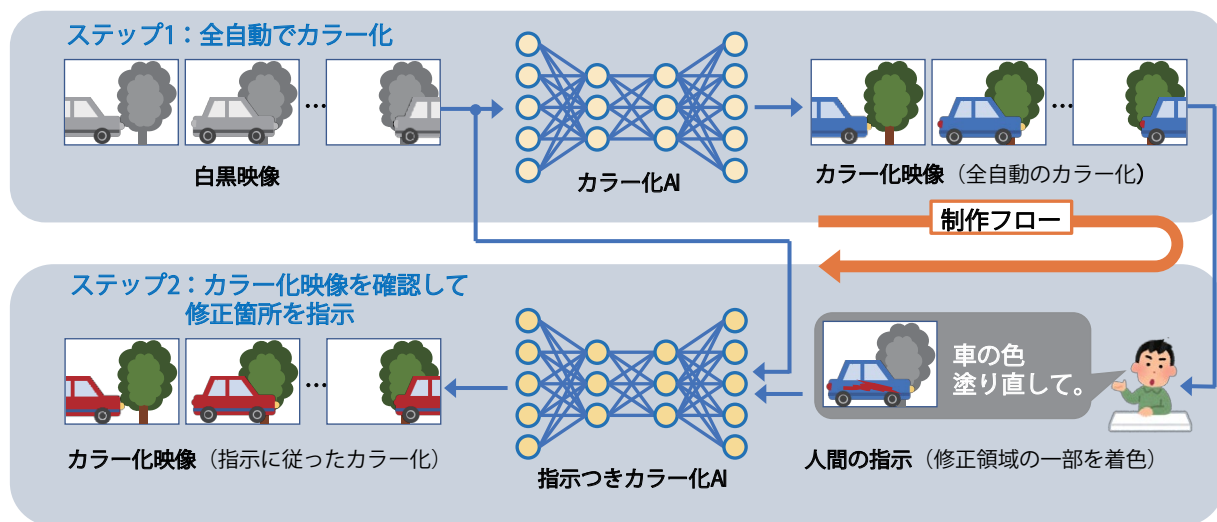 ステップ1：全自動でカラー化
…
…
白黒映像
カラー化AI
カラー化映像（全自動のカラー化）
制作フロー
ステップ2：カラー化映像を確認して
修正箇所を指示
…
車の色
塗り直して。
カラー化映像（指示に従ったカラー化）
指示つきカラー化AI
人間の指示（修正領域の一部を着色）